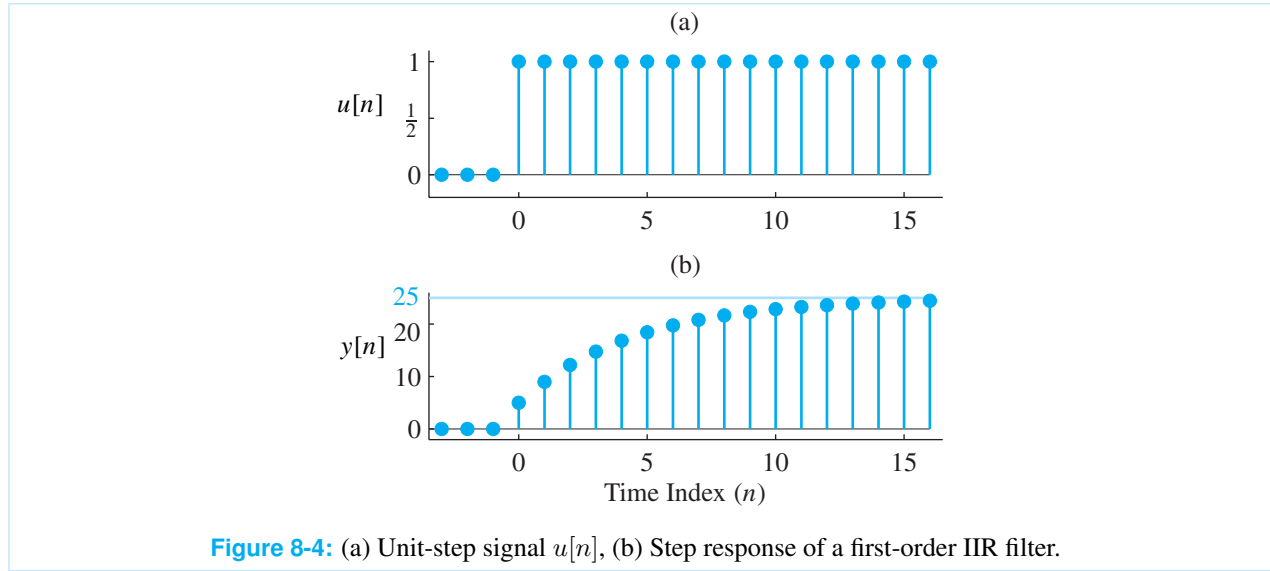 (a)
1
u[n]
1/2
0
0 5 10 15
(b)
25
20
y[n]
10
0
0 5 10 15
Time Index (n)
Figure 8-4: (a) Unit-step signal u[n], (b) Step response of a first-order IIR filter.